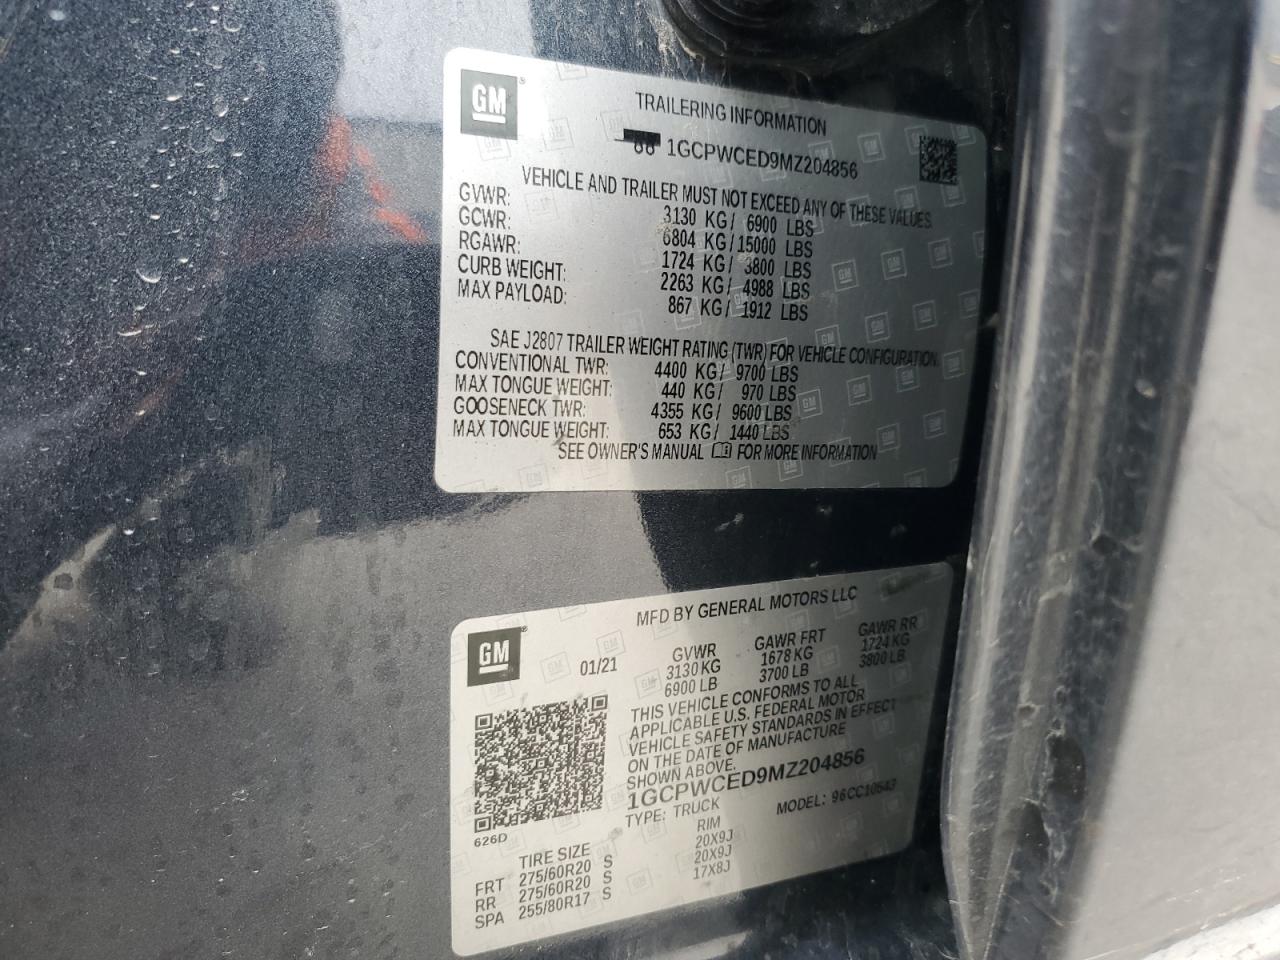 GM
TRAILERING INFORMATION
1GCPWCED9MZ204856
VEHICLE AND TRAILER MUST NOT EXCEED ANY OF THESE VALUES.
GVWR: 3130 KG/ 6900 LBS
GCWR: 6804 KG/15000 LBS
RGAWR: 1724 KG/ 3800 LBS
CURB WEIGHT: 2263 KG/ 4988 LBS
MAX PAYLOAD: 867 KG/ 1912 LBS
SAE J2807 TRAILER WEIGHT RATING (TWR) FOR VEHICLE CONFIGURATION.
CONVENTIONAL TWR: 4400 KG/ 9700 LBS
MAX TONGUE WEIGHT: 440 KG/ 970 LBS
GOOSENECK TWR: 4355 KG/ 9600 LBS
MAX TONGUE WEIGHT: 653 KG/ 1440 LBS
SEE OWNER'S MANUAL FOR MORE INFORMATION
GM
MFD BY GENERAL MOTORS LLC
01/21
GVWR GAWR FRT GAWR RR
3130 KG 1678 KG 1724 KG
6900 LB 3700 LB 3800 LB
THIS VEHICLE CONFORMS TO ALL
APPLICABLE U.S. FEDERAL MOTOR
VEHICLE SAFETY STANDARDS IN EFFECT
ON THE DATE OF MANUFACTURE
SHOWN ABOVE.
1GCPWCED9MZ204856
TYPE: TRUCK MODEL: 96CC10543
626D
TIRE SIZE RIM
FRT 275/60R20 S 20X9J
RR 275/60R20 S 20X9J
SPA 255/80R17 S 17X8J